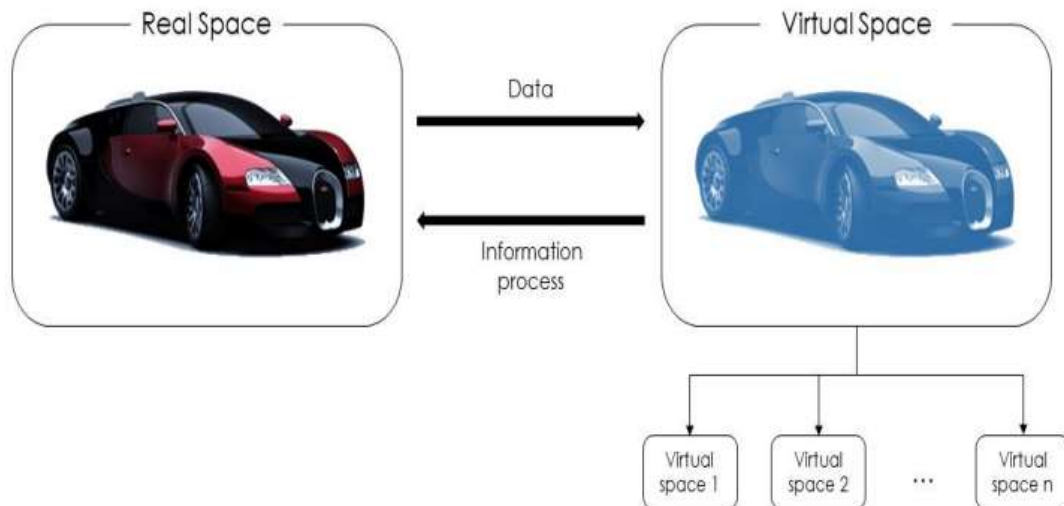 Real Space
Virtual Space
Data
Information
process
Virtual
space 1
Virtual
space 2
...
Virtual
space n